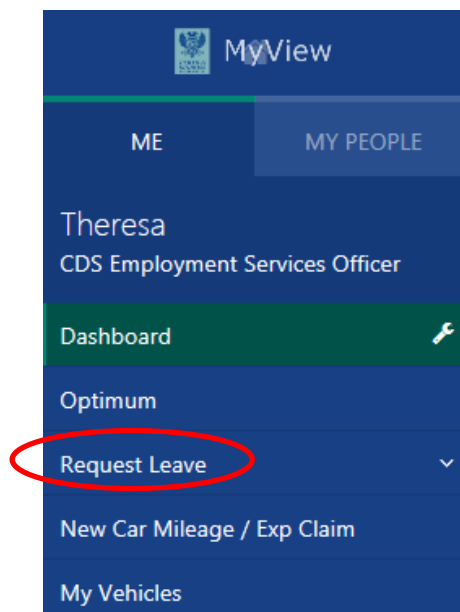 MyView
ME
MY PEOPLE
Theresa
CDS Employment Services Officer
Dashboard
Optimum
Request Leave
New Car Mileage / Exp Claim
My Vehicles